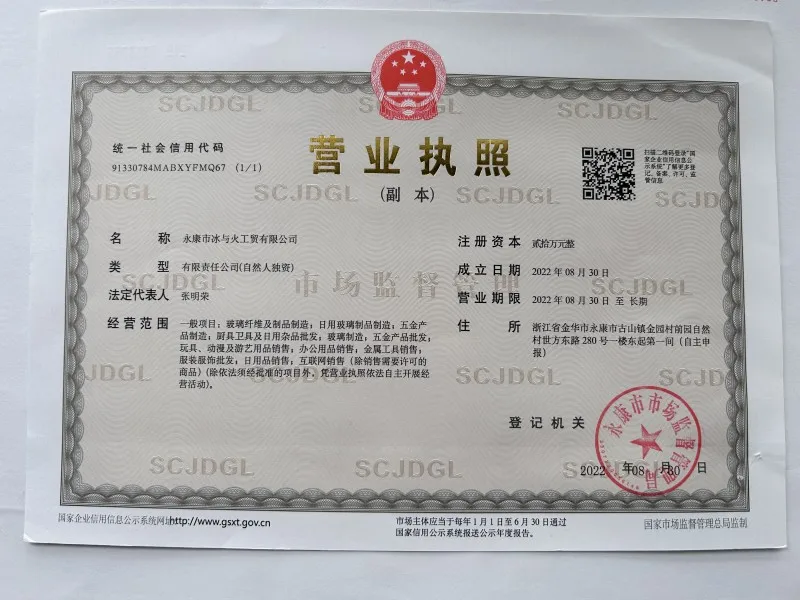 统一社会信用代码
91330784MABXYFMQ67 (1/1)
营业执照
(副 本)
扫描二维码登录“国
家企业信用信息公
示系统”了解更多登
记、备案、许可、监
管信息
名 称 永康市冰与火工贸有限公司
类 型 有限责任公司(自然人独资)
法定代表人 张明荣
经营范围 一般项目：玻璃纤维及制品制造；日用玻璃制品制造；五金产
品制造；厨具卫具及日用杂品批发；玻璃制造；五金产品批发；
玩具、动漫及游艺用品销售；办公用品销售；金属工具销售；
服装服饰批发；日用品销售；互联网销售（除销售需要许可的
商品）(除依法须经批准的项目外，凭营业执照依法自主开展经
营活动)。
注册资本 贰拾万元整
成立日期 2022年08月30日
营业期限 2022年08月30日 至 长期
住 所 浙江省金华市永康市古山镇金园村前园自然
村世方东路280号一楼东起第一间（自主申
报）
登记机关
永康市市场监督管理局
2022 年 08 月 30 日
SCJDGL
市场监督管理
国家企业信用信息公示系统网址http://www.gsxt.gov.cn
市场主体应当于每年1月1日至6月30日通过
国家信用公示系统报送公示年度报告。
国家市场监督管理总局监制